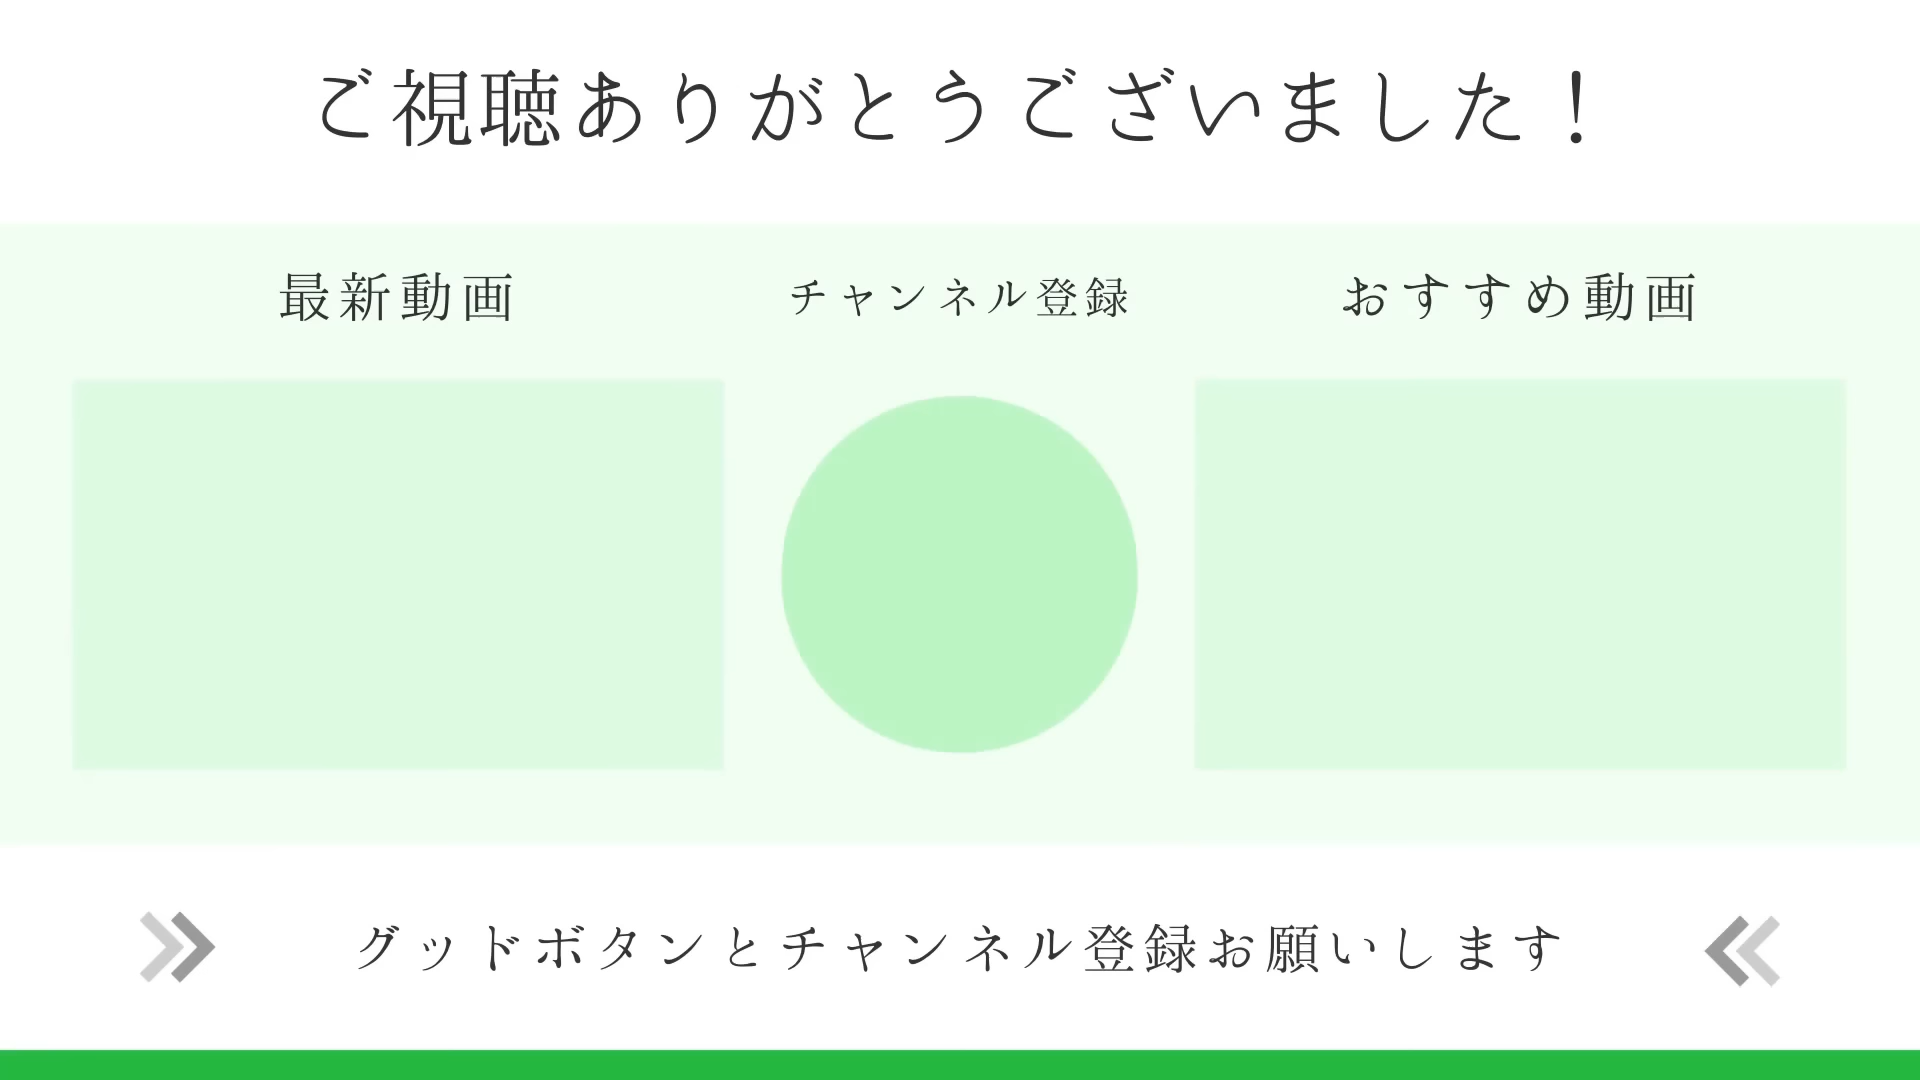 ご視聴ありがとうございました！
最新動画
チャンネル登録
おすすめ動画
グッドボタンとチャンネル登録お願いします